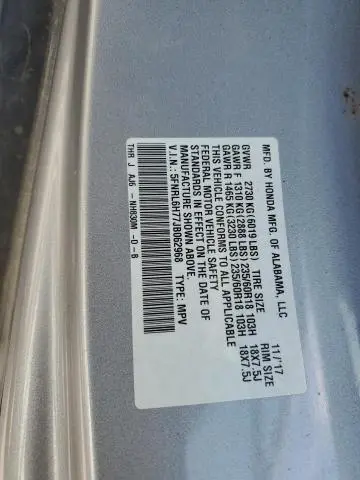 MFD. BY HONDA MFG. OF ALABAMA, LLC 11/'17
GVWR 2730 KG(6019 LBS) TIRE SIZE RIM SIZE
GAWR F 1310 KG(2888 LBS) 235/60R18 103H 18X7.5J
GAWR R 1465 KG(3230 LBS) 235/60R18 103H 18X7.5J
THIS VEHICLE CONFORMS TO ALL APPLICABLE
FEDERAL MOTOR VEHICLE SAFETY
STANDARDS IN EFFECT ON THE DATE OF
MANUFACTURE SHOWN ABOVE.
V.I.N.: 5FNRL6H77JB062968 TYPE: MPV
THR J AJ6 - NH830M -D - B